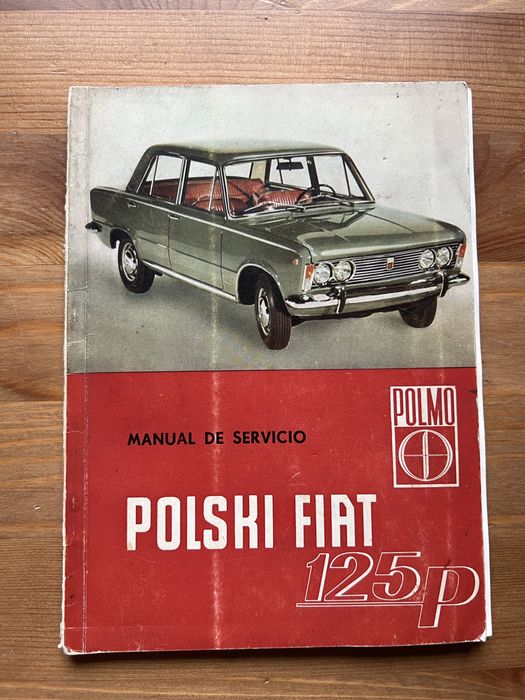 POLMO
MANUAL DE SERVICIO
POLSKI FIAT
125p